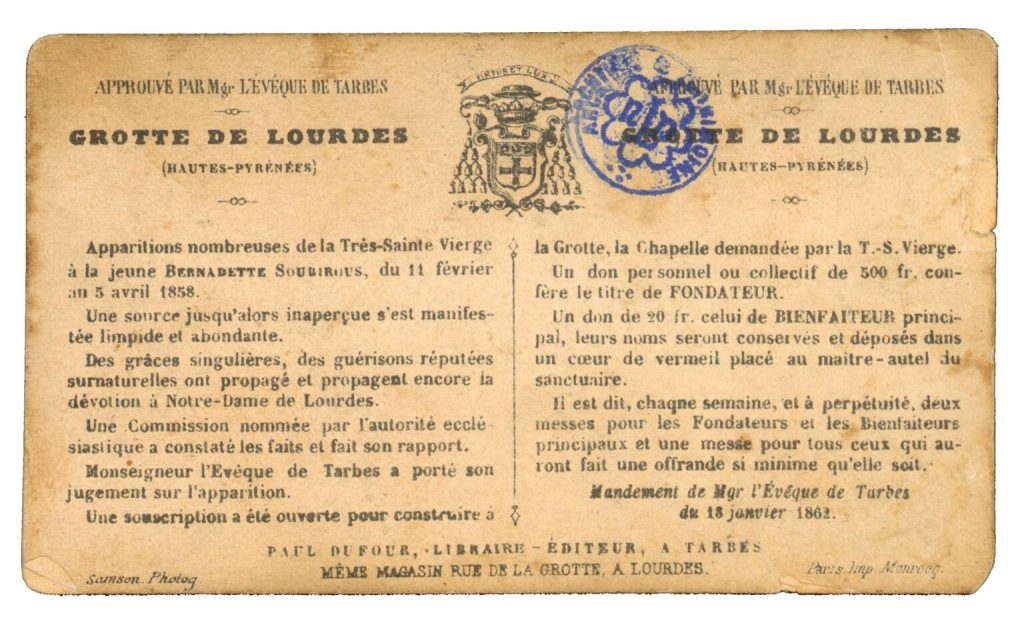 APPROUVÉ PAR Mgr L'ÉVÊQUE DE TARBES
GROTTE DE LOURDES
(HAUTES-PYRÉNÉES)
Apparitions nombreuses de la Très-Sainte Vierge
à la jeune BERNADETTE SOUBIROUS, du 11 février
au 5 avril 1858.
Une source jusqu'alors inaperçue s'est manifes-
tée limpide et abondante.
Des grâces singulières, des guérisons réputées
surnaturelles ont propagé et propagent encore la
dévotion à Notre-Dame de Lourdes.
Une Commission nommée par l'autorité ecclé-
siastique a constaté les faits et fait son rapport.
Monseigneur l'Evéque de Tarbes a porté son
jugement sur l'apparition.
Une souscription a été ouverte pour construire à
VIRTUS ET LUX
APPROUVÉ PAR Mgr L'ÉVÊQUE DE TARBES
GROTTE DE LOURDES
(HAUTES-PYRÉNÉES)
la Grotte, la Chapelle demandée par la T.-S. Vierge.
Un don personnel ou collectif de 500 fr. con-
fère le titre de FONDATEUR.
Un don de 20 fr. celui de BIENFAITEUR princi-
pal, leurs noms seront conservés et déposés dans
un cœur de vermeil placé au maître-autel du
sanctuaire.
Il est dit, chaque semaine, et à perpétuité, deux
messes pour les Fondateurs et les Bienfaiteurs
principaux et une messe pour tous ceux qui au-
ront fait une offrande si minime qu'elle soit.
Mandement de Mgr l'Évêque de Tarbes
du 18 janvier 1862.
PAUL DUFOUR, LIBRAIRE-ÉDITEUR, A TARBES
MÊME MAGASIN RUE DE LA GROTTE, A LOURDES.
Samson Photog.
Paris Imp. Monrocq.